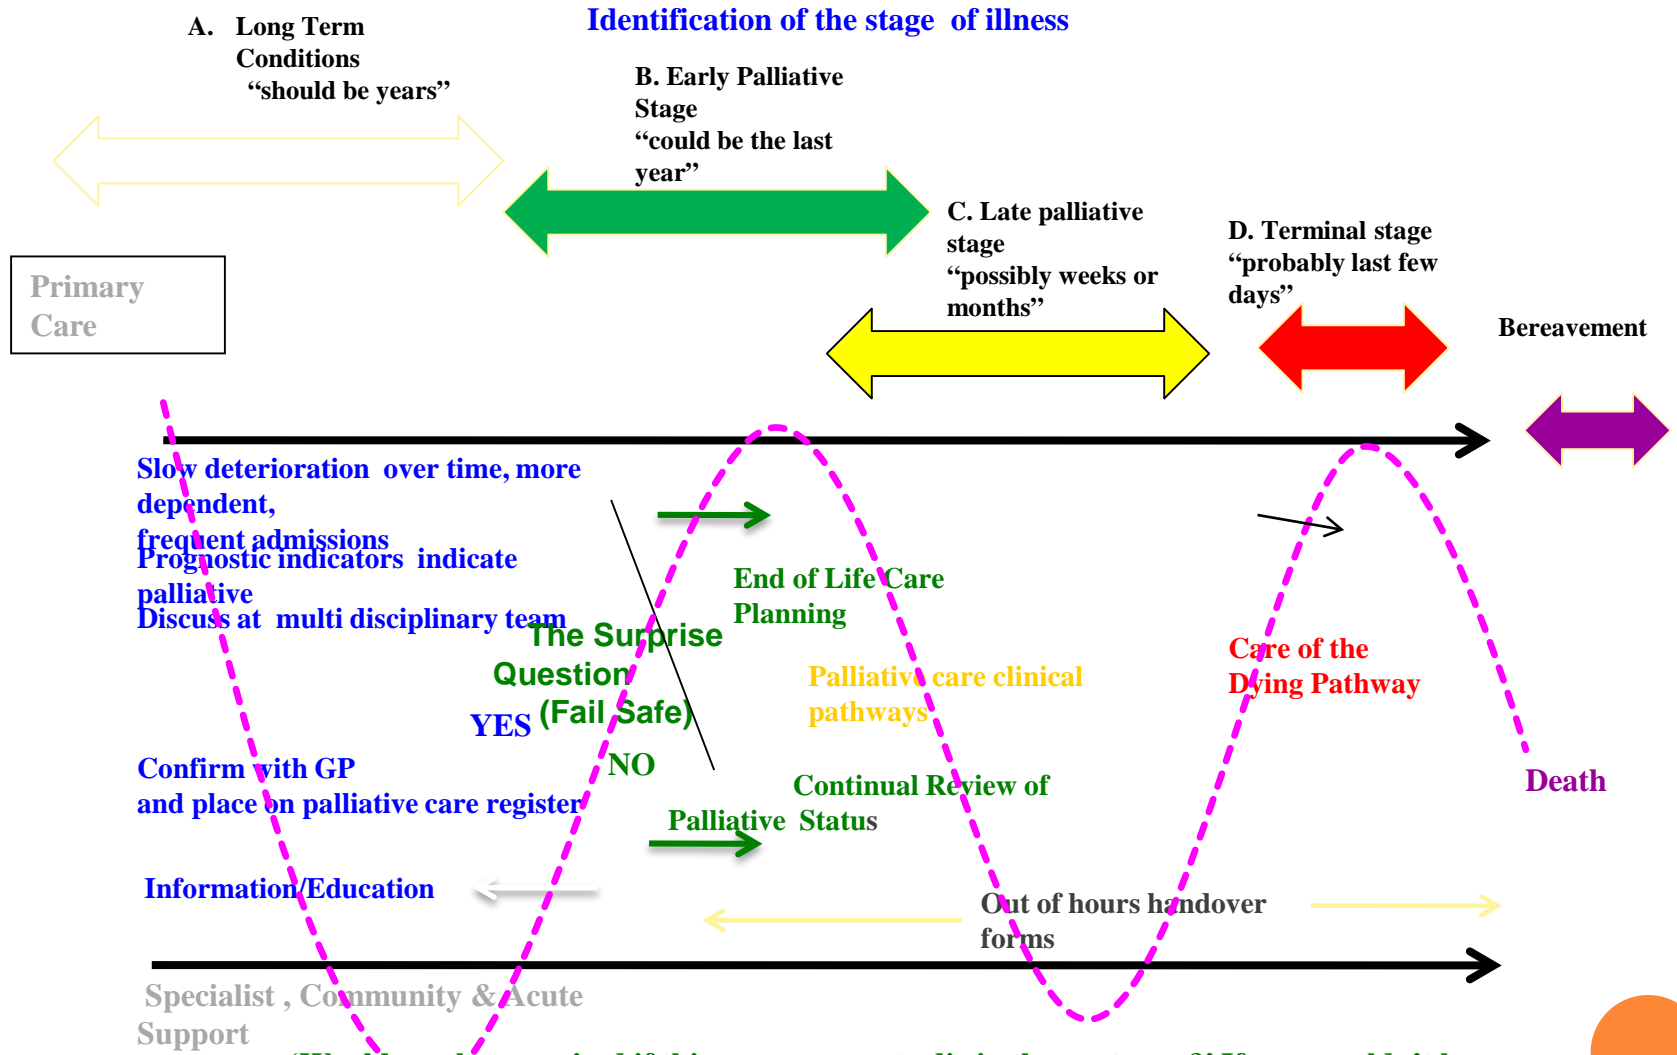 Identification of the stage of illness
A. Long Term
Conditions
“should be years”
B. Early Palliative
Stage
“could be the last
year”
C. Late palliative
stage
“possibly weeks or
months”
D. Terminal stage
“probably last few
days”
Bereavement
Primary
Care
Slow deterioration over time, more
dependent,
frequent admissions
Prognostic indicators indicate
palliative
Discuss at multi disciplinary team
The Surprise
Question
(Fail Safe)
YES
NO
End of Life Care
Planning
Palliative care clinical
pathways
Care of the
Dying Pathway
Confirm with GP
and place on palliative care register
Continual Review of
Palliative Status
Death
Information/Education
Out of hours handover
forms
Specialist , Community & Acute
Support